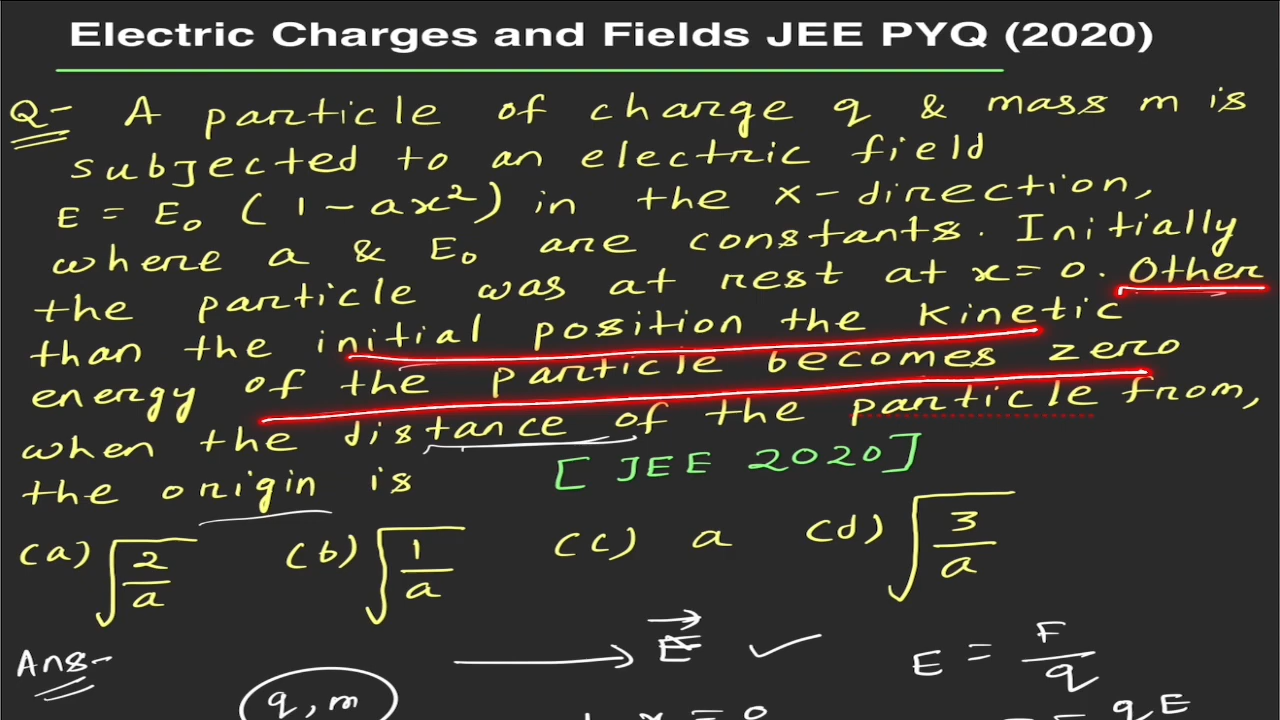 Electric Charges and Fields JEE PYQ (2020)
Q- A particle of charge q & mass m is
subjected to an electric field
E = E₀ (1 - ax²) in the x-direction,
where a & E₀ are constants. Initially
the particle was at rest at x=0. Other
than the initial position the kinetic
energy of the particle becomes zero
when the distance of the particle from,
the origin is
[JEE 2020]
(a) √(2/a) (b) √(1/a) (c) a (d) √(3/a)
Ans-
E E = F/q
q, m
x = 0
= qE